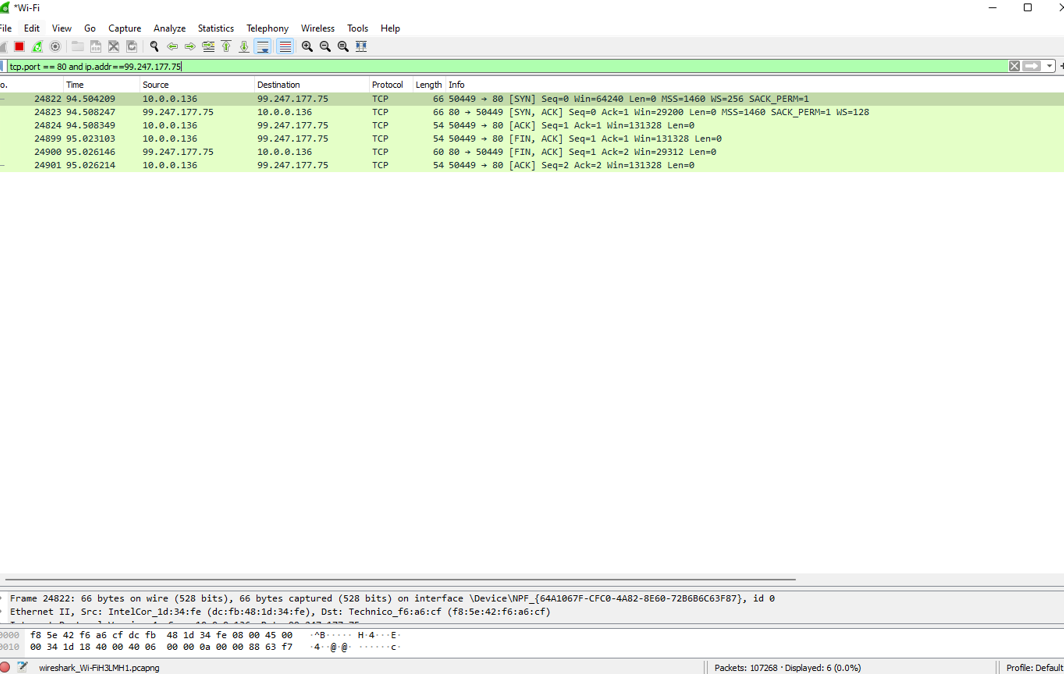 *Wi-Fi
File Edit View Go Capture Analyze Statistics Telephony Wireless Tools Help
tcp.port == 80 and ip.addr==99.247.177.75
o. Time Source Destination Protocol Length Info
24822 94.504209 10.0.0.136 99.247.177.75 TCP 66 50449 → 80 [SYN] Seq=0 Win=64240 Len=0 MSS=1460 WS=256 SACK_PERM=1
24823 94.508247 99.247.177.75 10.0.0.136 TCP 66 80 → 50449 [SYN, ACK] Seq=0 Ack=1 Win=29200 Len=0 MSS=1460 SACK_PERM=1 WS=128
24824 94.508349 10.0.0.136 99.247.177.75 TCP 54 50449 → 80 [ACK] Seq=1 Ack=1 Win=131328 Len=0
24899 95.023103 10.0.0.136 99.247.177.75 TCP 54 50449 → 80 [FIN, ACK] Seq=1 Ack=1 Win=131328 Len=0
24900 95.026146 99.247.177.75 10.0.0.136 TCP 60 80 → 50449 [FIN, ACK] Seq=1 Ack=2 Win=29312 Len=0
24901 95.026214 10.0.0.136 99.247.177.75 TCP 54 50449 → 80 [ACK] Seq=2 Ack=2 Win=131328 Len=0
Frame 24822: 66 bytes on wire (528 bits), 66 bytes captured (528 bits) on interface \Device\NPF_{64A1067F-CFC0-4A82-8E60-72B6B6C63F87}, id 0
Ethernet II, Src: IntelCor_1d:34:fe (dc:fb:48:1d:34:fe), Dst: Technico_f6:a6:cf (f8:5e:42:f6:a6:cf)
0000 f8 5e 42 f6 a6 cf dc fb 48 1d 34 fe 08 00 45 00 ·^B····· H·4···E·
0010 00 34 1d 18 40 00 40 06 00 00 0a 00 00 88 63 f7 ·4··@·@· ······c·
wireshark_Wi-FiH3LMH1.pcapng Packets: 107268 · Displayed: 6 (0.0%) Profile: Default